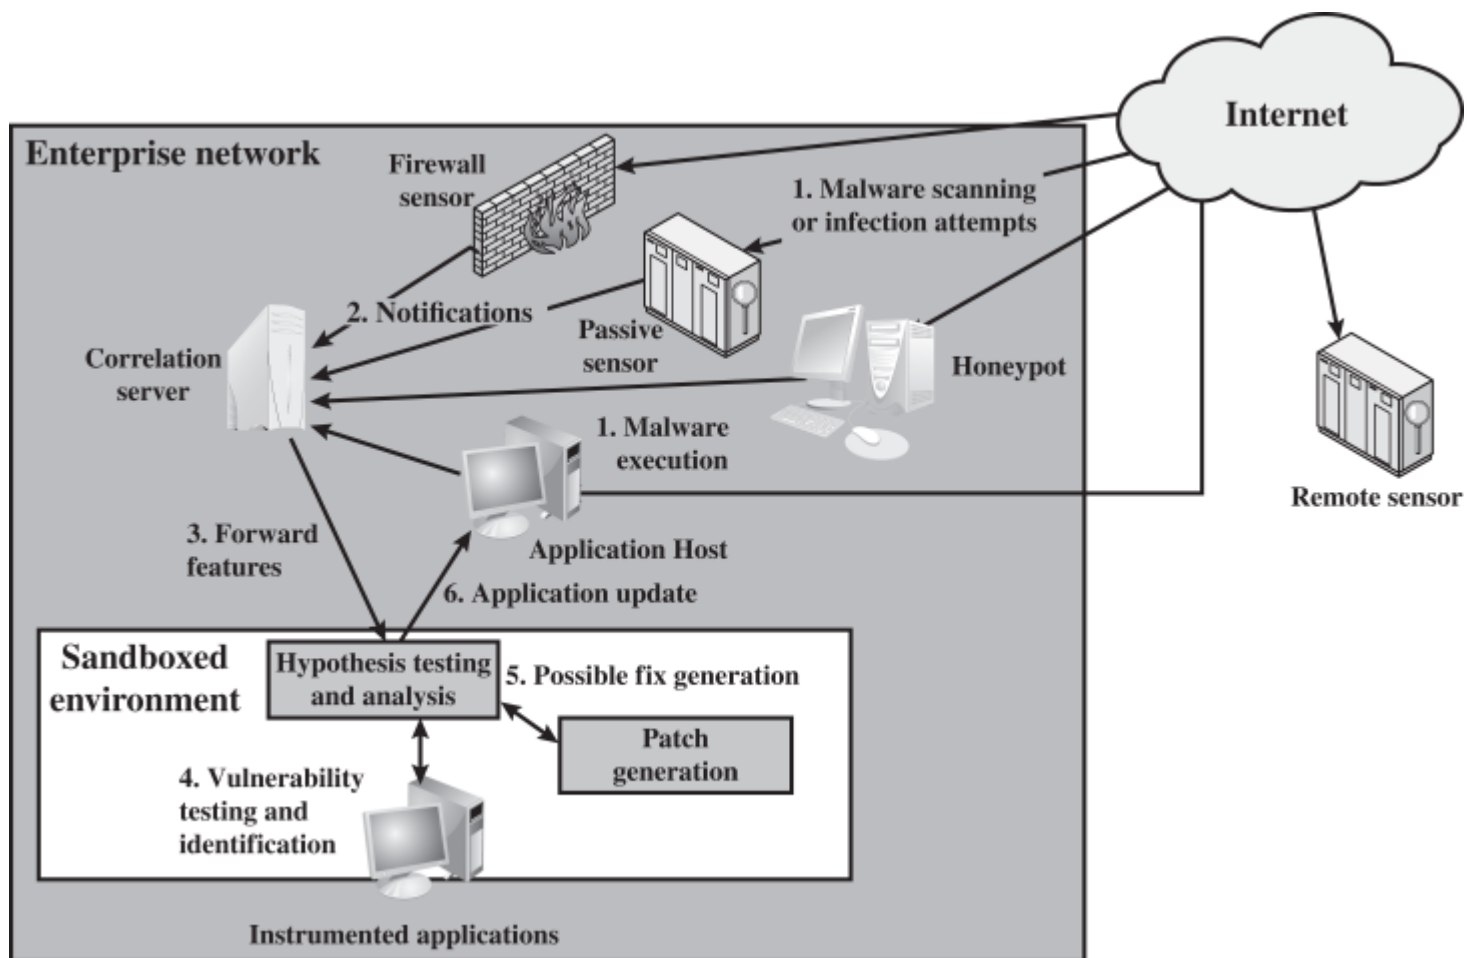 Internet
Enterprise network
Firewall
sensor
1. Malware scanning
or infection attempts
2. Notifications
Passive
sensor
Correlation
server
Honeypot
1. Malware
execution
Remote sensor
3. Forward
features
Application Host
6. Application update
Sandboxed
environment
Hypothesis testing
and analysis
5. Possible fix generation
Patch
generation
4. Vulnerability
testing and
identification
Instrumented applications